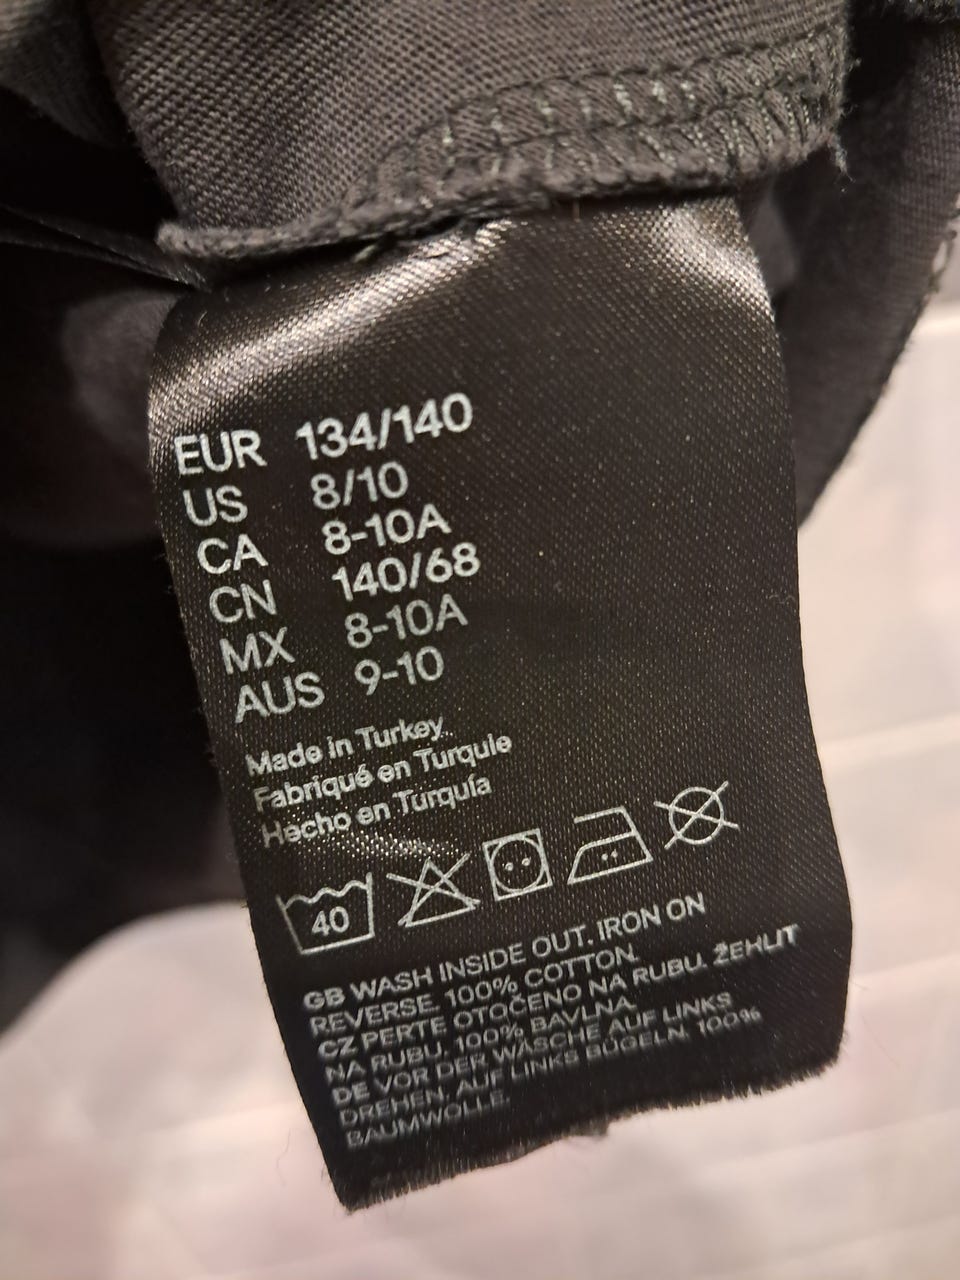 EUR 134/140
US 8/10
CA 8-10A
CN 140/68
MX 8-10A
AUS 9-10
Made in Turkey
Fabriqué en Turquie
Hecho en Turquía
40
GB WASH INSIDE OUT. IRON ON
REVERSE. 100% COTTON.
CZ PERTE OTOČENO NA RUBU. ŽEHLIT
NA RUBU. 100% BAVLNA.
DE VOR DER WÄSCHE AUF LINKS
DREHEN. AUF LINKS BÜGELN. 100%
BAUMWOLLE.